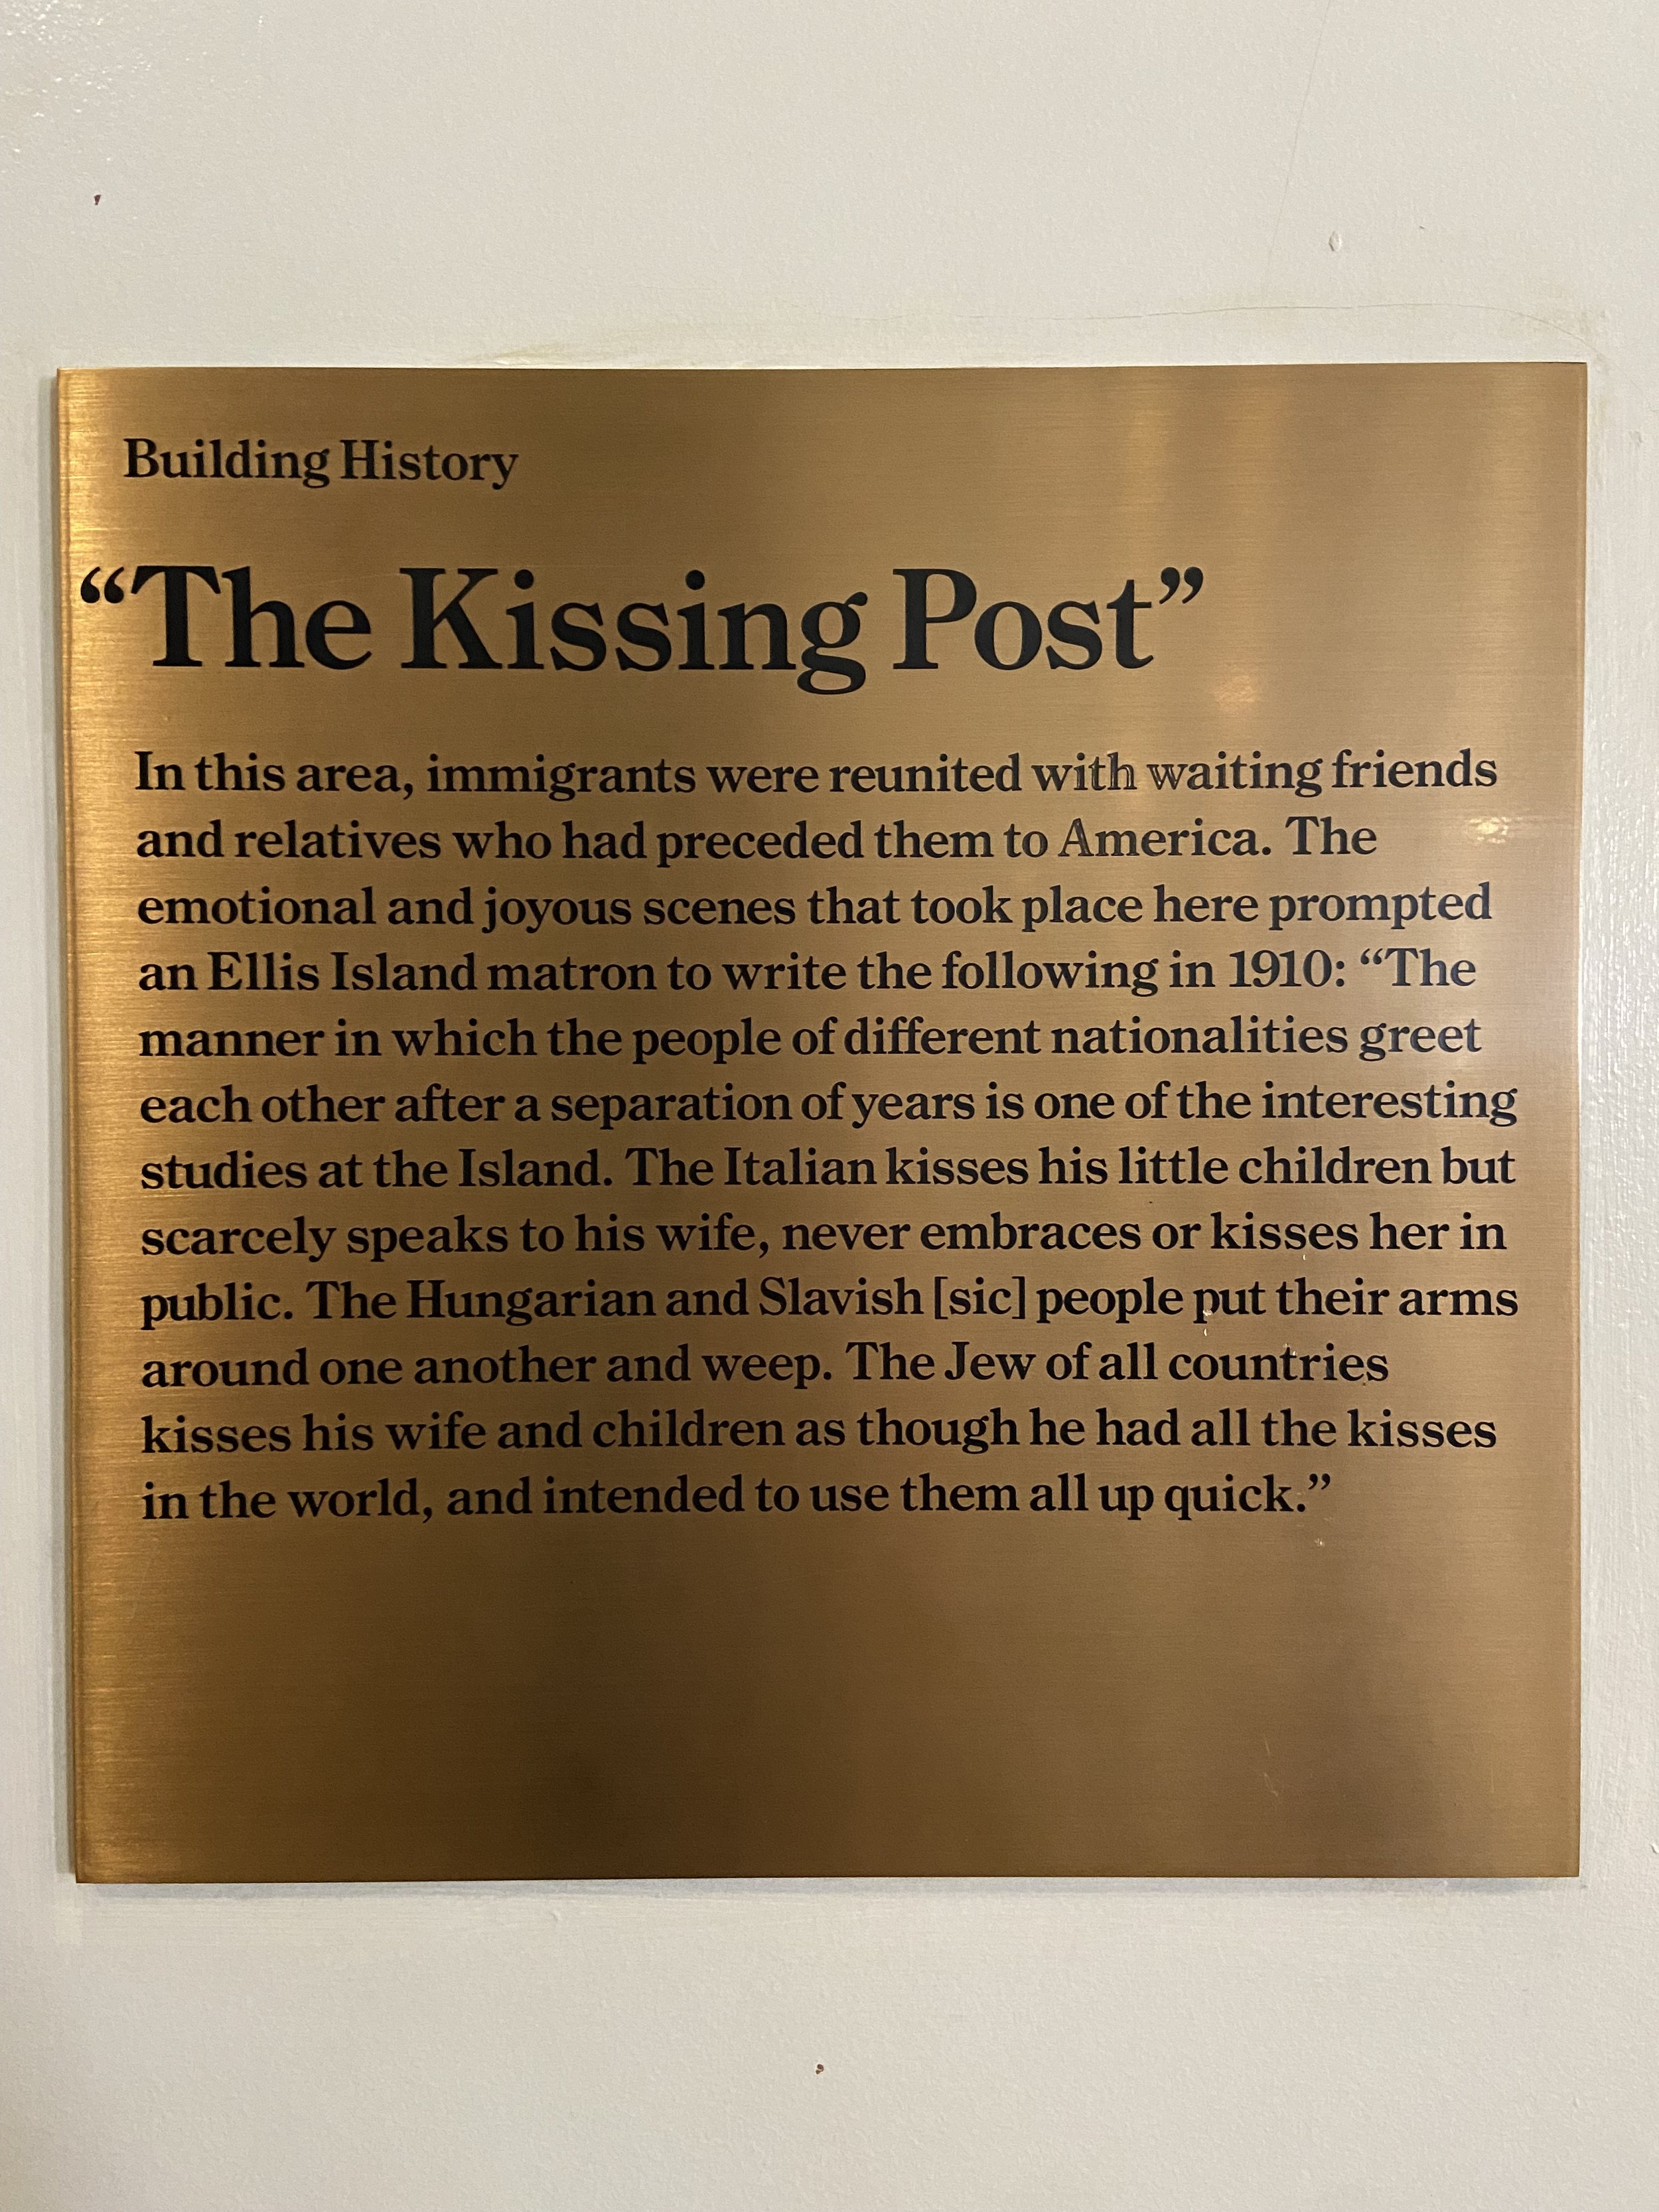 Building History
“The Kissing Post”
In this area, immigrants were reunited with waiting friends
and relatives who had preceded them to America. The
emotional and joyous scenes that took place here prompted
an Ellis Island matron to write the following in 1910: “The
manner in which the people of different nationalities greet
each other after a separation of years is one of the interesting
studies at the Island. The Italian kisses his little children but
scarcely speaks to his wife, never embraces or kisses her in
public. The Hungarian and Slavish [sic] people put their arms
around one another and weep. The Jew of all countries
kisses his wife and children as though he had all the kisses
in the world, and intended to use them all up quick.”